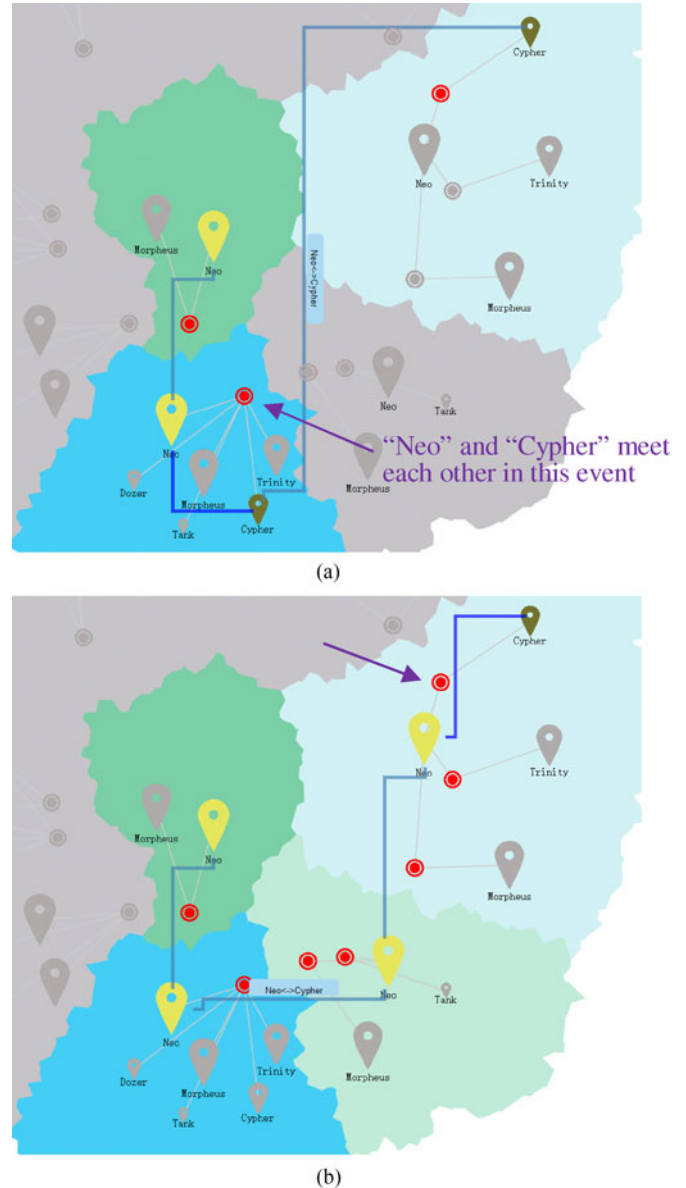 Cypher
Neo
Trinity
Morpheus
Neo
Neo<->Cypher
Morpheus
Neo
Tank
Neo
"Neo" and "Cypher" meet
each other in this event
Morpheus
Trinity
Dozer
Morpheus
Tank
Cypher
(a)
Cypher
Neo
Trinity
Morpheus
Neo
Morpheus
Neo<->Cypher
Neo
Tank
Neo
Morpheus
Trinity
Dozer
Morpheus
Tank
Cypher
(b)